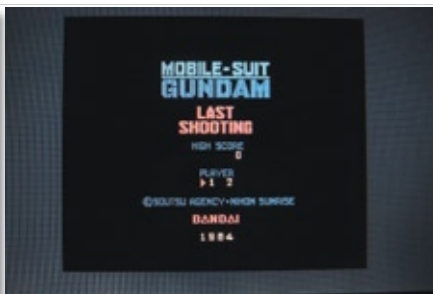 MOBILE-SUIT
GUNDAM
LAST
SHOOTING
HIGH SCORE
0
PLAYER
1 2
©SOUTSU AGENCY•NIHON SUNRISE
BANDAI
1984